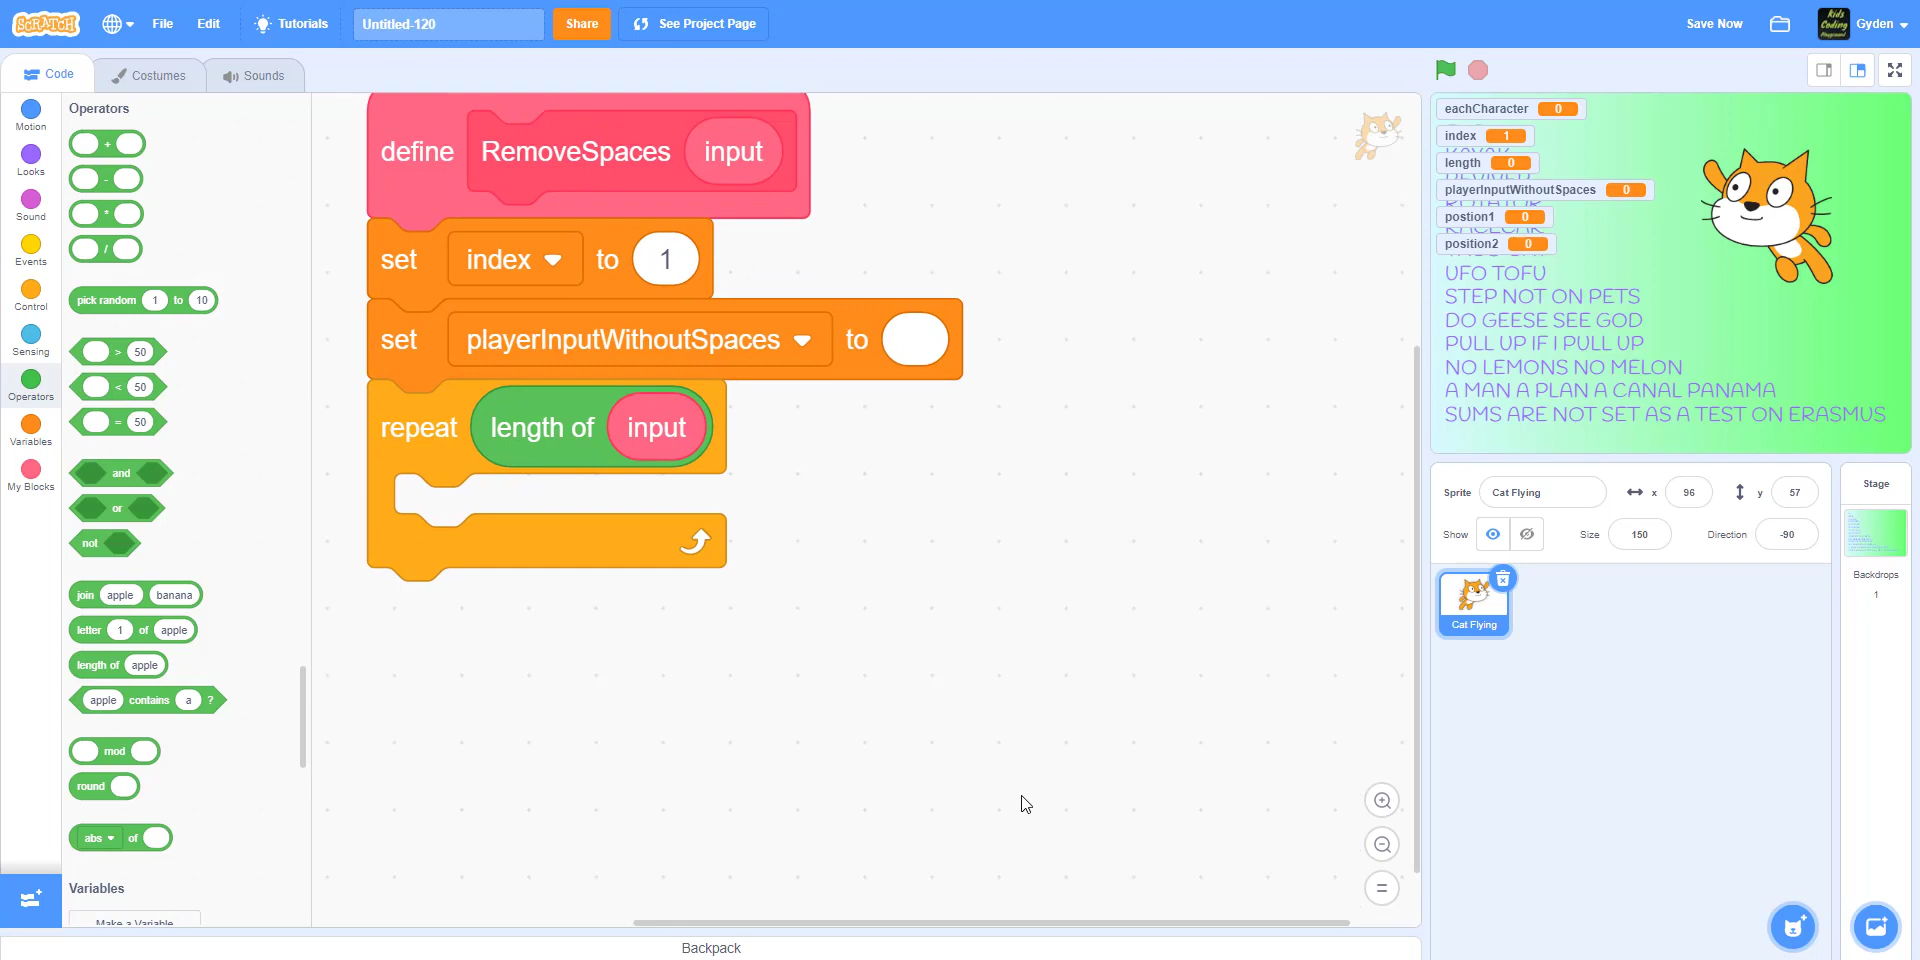 SCRATCH
File
Edit
Tutorials
Untitled-120
Share
See Project Page
Save Now
Kids Coding Playground
Gyden
Code
Costumes
Sounds
Motion
Looks
Sound
Events
Control
Sensing
Operators
Variables
My Blocks
Operators
+
-
*
/
pick random 1 to 10
> 50
< 50
= 50
and
or
not
join apple banana
letter 1 of apple
length of apple
apple contains a ?
mod
round
abs of
Variables
Make a Variable
define RemoveSpaces input
set index to 1
set playerInputWithoutSpaces to
repeat length of input
=
Backpack
eachCharacter 0
index 1
length 0
playerInputWithoutSpaces 0
postion1 0
position2 0
UFO TOFU
STEP NOT ON PETS
DO GEESE SEE GOD
PULL UP IF I PULL UP
NO LEMONS NO MELON
A MAN A PLAN A CANAL PANAMA
SUMS ARE NOT SET AS A TEST ON ERASMUS
Sprite Cat Flying x 96 y 57
Show Size 150 Direction -90
Cat Flying
Stage
Backdrops
1